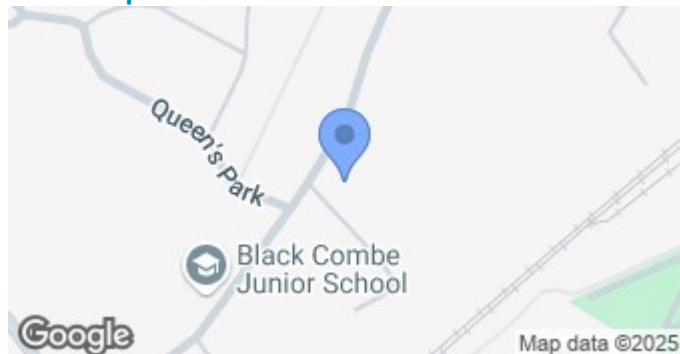 Queen's Park
Black Combe
Junior School
Google
Map data ©2025